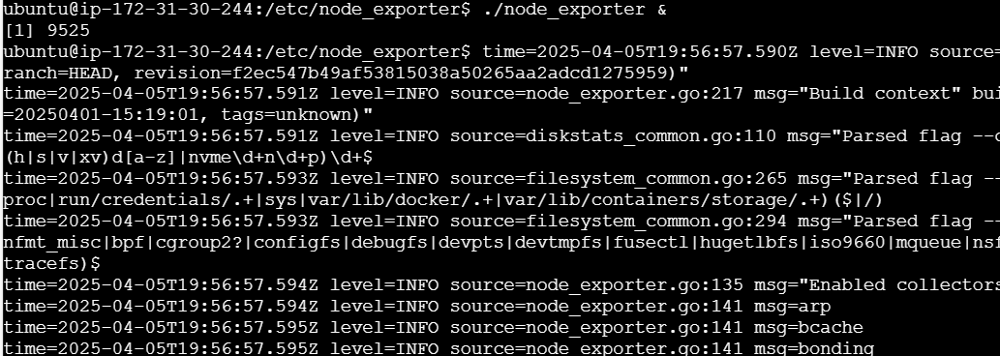 ubuntu@ip-172-31-30-244:/etc/node_exporter$ ./node_exporter &
[1] 9525
ubuntu@ip-172-31-30-244:/etc/node_exporter$ time=2025-04-05T19:56:57.590Z level=INFO source=
ranch=HEAD, revision=f2ec547b49af53815038a50265aa2adcd1275959)"
time=2025-04-05T19:56:57.591Z level=INFO source=node_exporter.go:217 msg="Build context" bui
=20250401-15:19:01, tags=unknown)"
time=2025-04-05T19:56:57.591Z level=INFO source=diskstats_common.go:110 msg="Parsed flag --c
(h|s|v|xv)d[a-z]|nvme\d+n\d+p)\d+$
time=2025-04-05T19:56:57.593Z level=INFO source=filesystem_common.go:265 msg="Parsed flag --
proc|run/credentials/.+|sys|var/lib/docker/.+|var/lib/containers/storage/.+)($|/)
time=2025-04-05T19:56:57.593Z level=INFO source=filesystem_common.go:294 msg="Parsed flag --
nfmt_misc|bpf|cgroup2?|configfs|debugfs|devpts|devtmpfs|fusectl|hugetlbfs|iso9660|mqueue|nsf
tracefs)$
time=2025-04-05T19:56:57.594Z level=INFO source=node_exporter.go:135 msg="Enabled collectors
time=2025-04-05T19:56:57.594Z level=INFO source=node_exporter.go:141 msg=arp
time=2025-04-05T19:56:57.595Z level=INFO source=node_exporter.go:141 msg=bcache
time=2025-04-05T19:56:57.595Z level=INFO source=node_exporter.go:141 msg=bonding